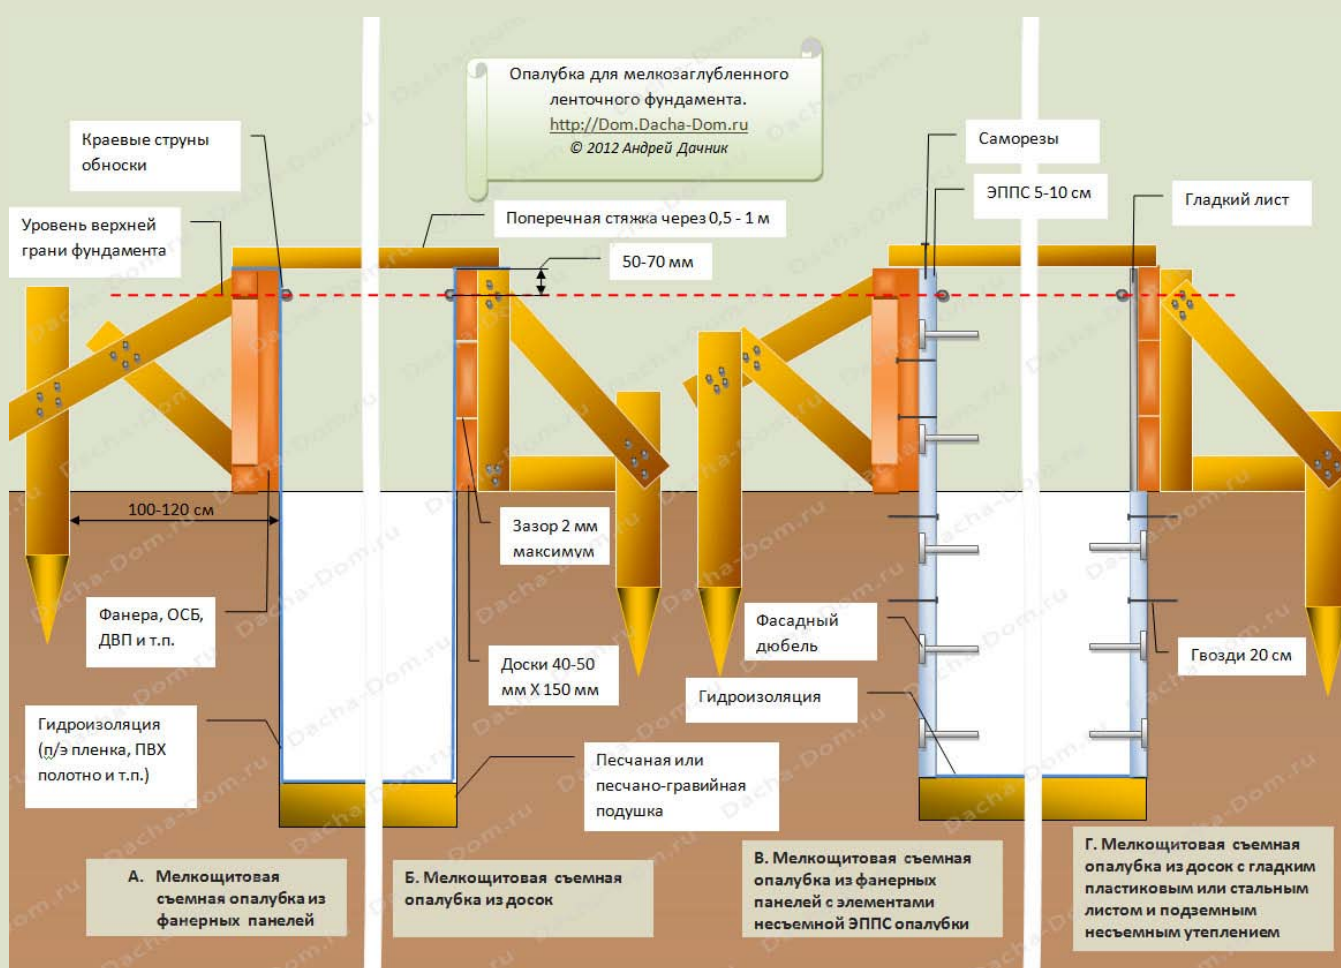 Опалубка для мелкозаглубленного
ленточного фундамента.
http://Dom.Dacha-Dom.ru
© 2012 Андрей Дачник
Краевые струны
обноски
Уровень верхней
грани фундамента
Поперечная стяжка через 0,5 - 1 м
50-70 мм
Саморезы
ЭППС 5-10 см
Гладкий лист
100-120 см
Зазор 2 мм
максимум
Фанера, ОСБ,
ДВП и т.п.
Доски 40-50
мм Х 150 мм
Фасадный
дюбель
Гвозди 20 см
Гидроизоляция
Гидроизоляция
(п/э пленка, ПВХ
полотно и т.п.)
Песчаная или
песчано-гравийная
подушка
А. Мелкощитовая
съемная опалубка из
фанерных панелей
Б. Мелкощитовая съемная
опалубка из досок
В. Мелкощитовая съемная
опалубка из фанерных
панелей с элементами
несъемной ЭППС опалубки
Г. Мелкощитовая съемная
опалубка из досок с гладким
пластиковым или стальным
листом и подземным
несъемным утеплением
Dacha-Dom.ru